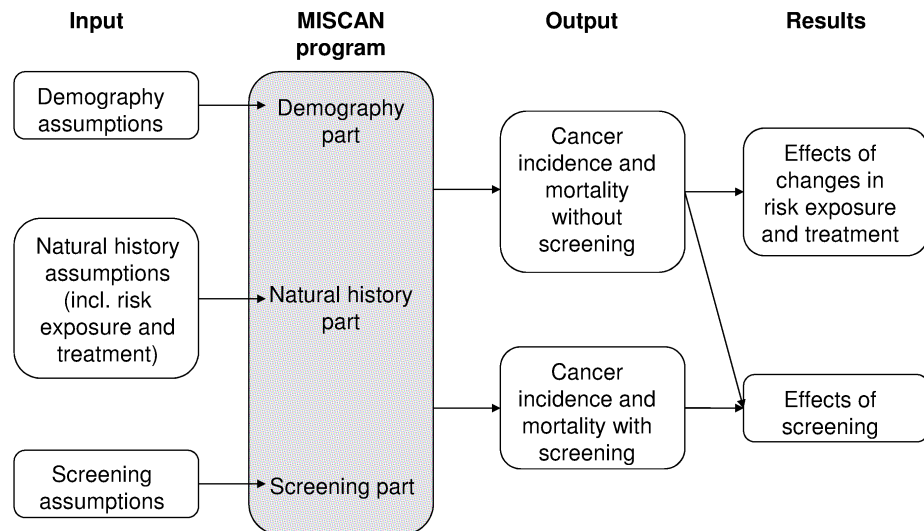 Input
MISCAN
program
Output
Results
Demography
assumptions
Natural history
assumptions
(incl. risk
exposure and
treatment)
Screening
assumptions
Demography
part
Natural history
part
Screening part
Cancer
incidence and
mortality
without
screening
Cancer
incidence and
mortality with
screening
Effects of
changes in
risk exposure
and treatment
Effects of
screening